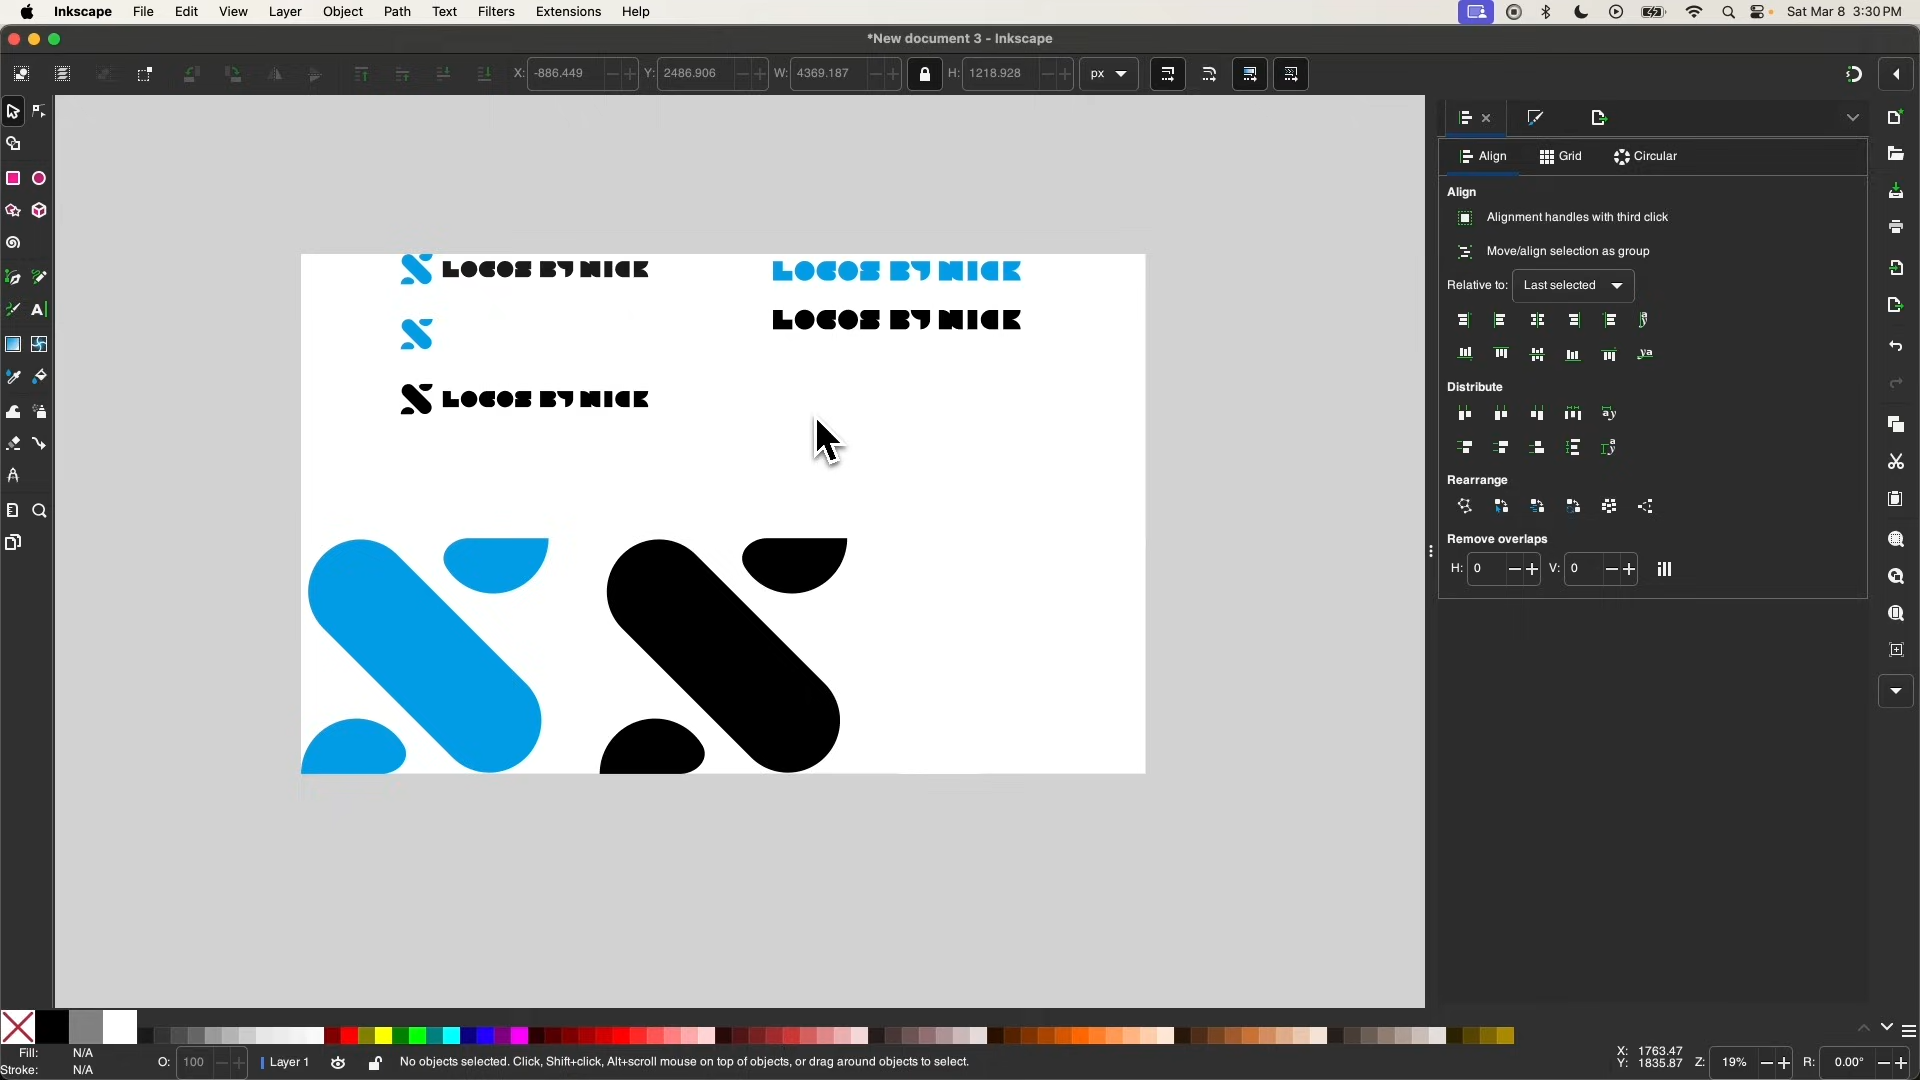 Inkscape File Edit View Layer Object Path Text Filters Extensions Help Sat Mar 8 3:30 PM
*New document 3 - Inkscape
X: -886.449 Y: 2486.906 W: 4369.187 H: 1218.928 px
Align Grid Circular
Align
Alignment handles with third click
Move/align selection as group
Relative to: Last selected
Distribute
Rearrange
Remove overlaps
H: 0 V: 0
LOGOS BY NICK LOGOS BY NICK
LOGOS BY NICK
LOGOS BY NICK
Fill: N/A
Stroke: N/A
O: 100 Layer 1 No objects selected. Click, Shift+click, Alt+scroll mouse on top of objects, or drag around objects to select.
X: 1763.47
Y: 1835.87
Z: 19% R: 0.00°